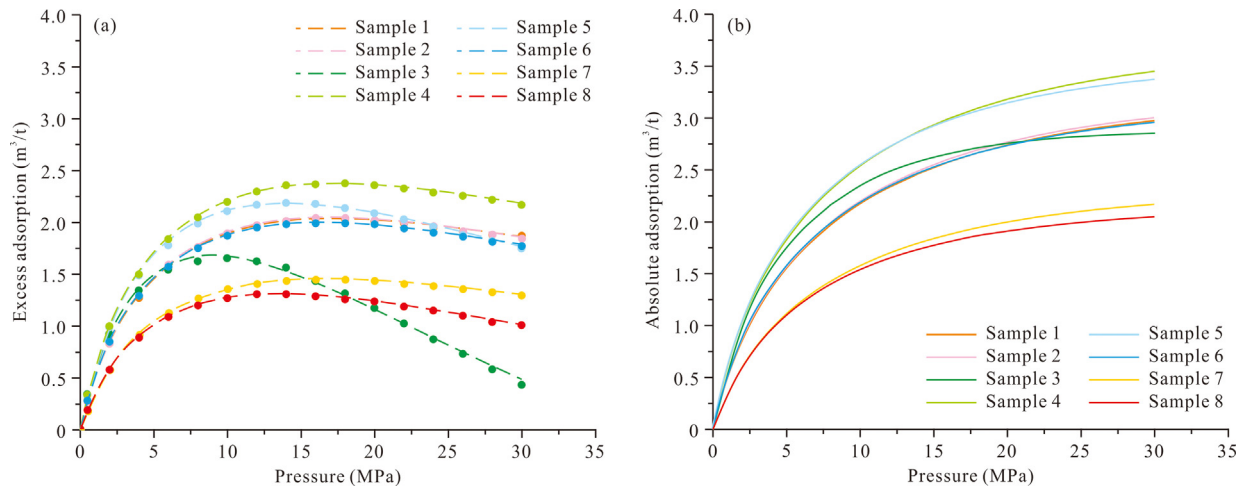 (a)
Sample 1
Sample 2
Sample 3
Sample 4
Sample 5
Sample 6
Sample 7
Sample 8
4.0
3.5
3.0
2.5
2.0
1.5
1.0
0.5
0
Excess adsorption (m³/t)
0 5 10 15 20 25 30 35
Pressure (MPa)
(b)
4.0
3.5
3.0
2.5
2.0
1.5
1.0
0.5
0
Absolute adsorption (m³/t)
Sample 1
Sample 2
Sample 3
Sample 4
Sample 5
Sample 6
Sample 7
Sample 8
0 5 10 15 20 25 30 35
Pressure (MPa)